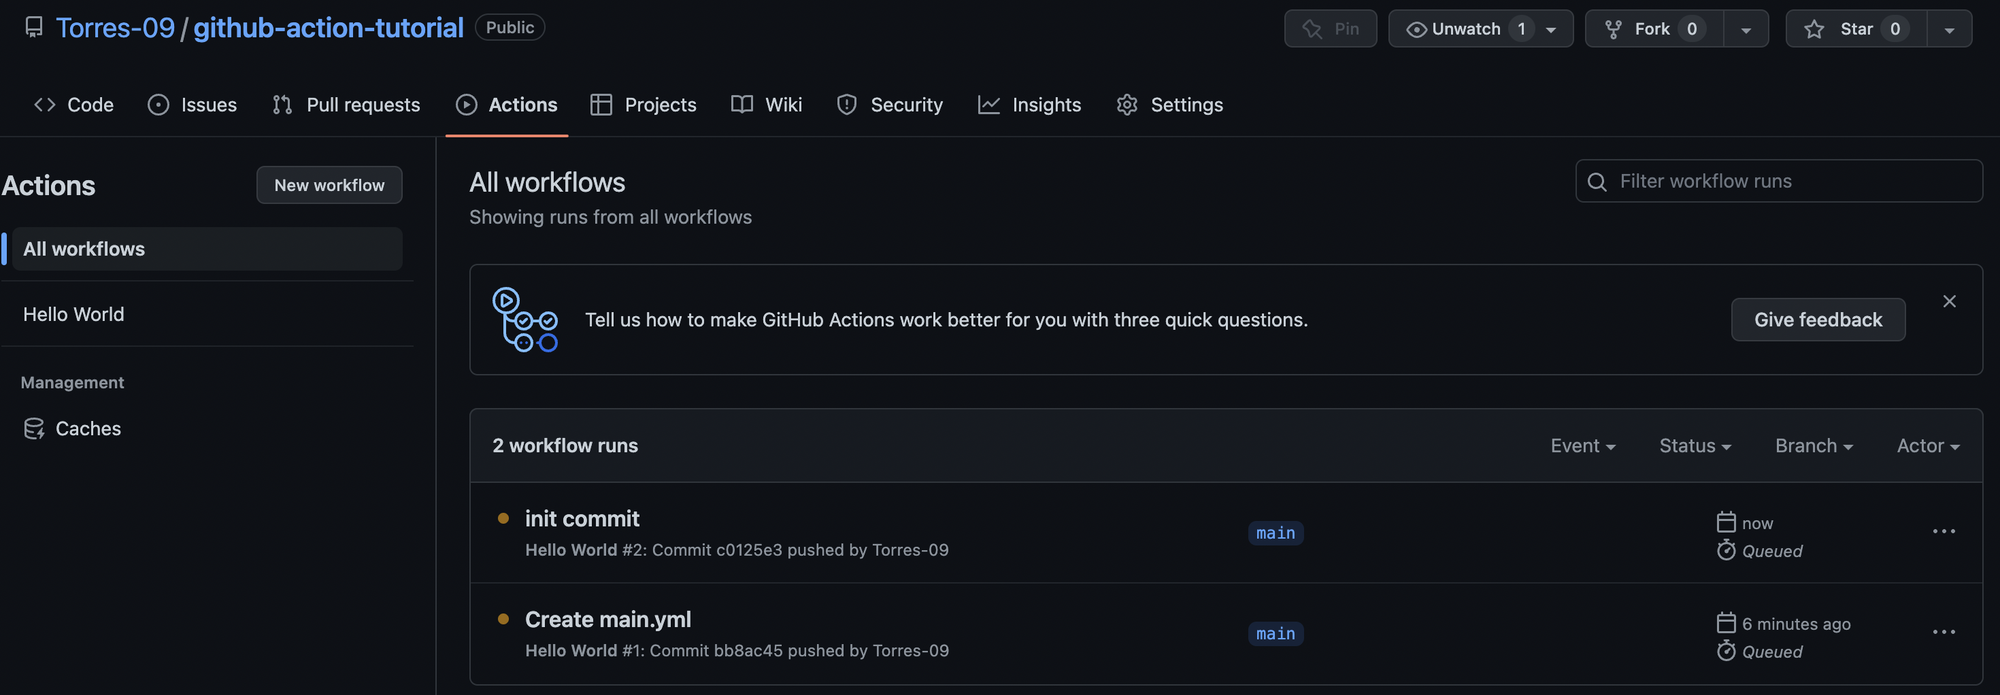 Torres-09 / github-action-tutorial Public
Pin Unwatch 1 Fork 0 Star 0
Code Issues Pull requests Actions Projects Wiki Security Insights Settings
Actions
New workflow
All workflows
Hello World
Management
Caches
All workflows
Showing runs from all workflows
Filter workflow runs
Tell us how to make GitHub Actions work better for you with three quick questions.
Give feedback
2 workflow runs
Event Status Branch Actor
init commit
Hello World #2: Commit c0125e3 pushed by Torres-09
main
now
Queued
Create main.yml
Hello World #1: Commit bb8ac45 pushed by Torres-09
main
6 minutes ago
Queued